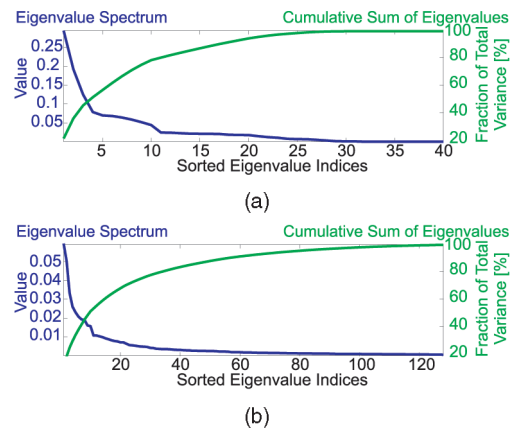 Eigenvalue Spectrum
Cumulative Sum of Eigenvalues
0.25
0.2
0.15
0.1
0.05
Value
100
80
60
40
20
Fraction of Total
Variance [%]
5 10 15 20 25 30 35 40
Sorted Eigenvalue Indices
(a)
Eigenvalue Spectrum
Cumulative Sum of Eigenvalues
0.05
0.04
0.03
0.02
0.01
Value
100
80
60
40
20
Fraction of Total
Variance [%]
20 40 60 80 100 120
Sorted Eigenvalue Indices
(b)